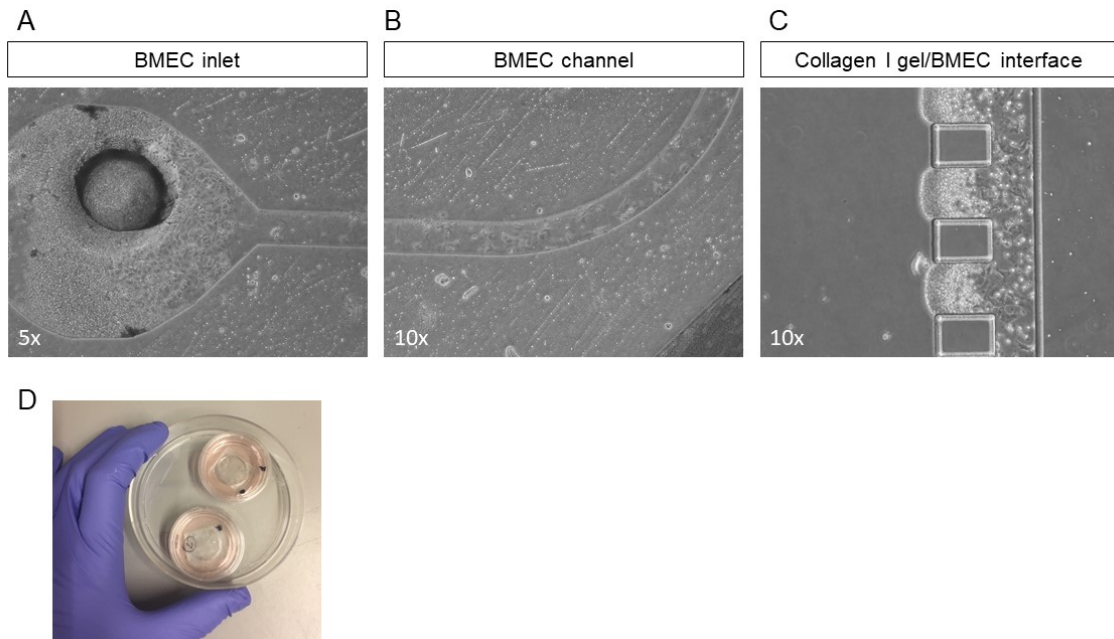 A
BMEC inlet
5x
B
BMEC channel
10x
C
Collagen I gel/BMEC interface
10x
D